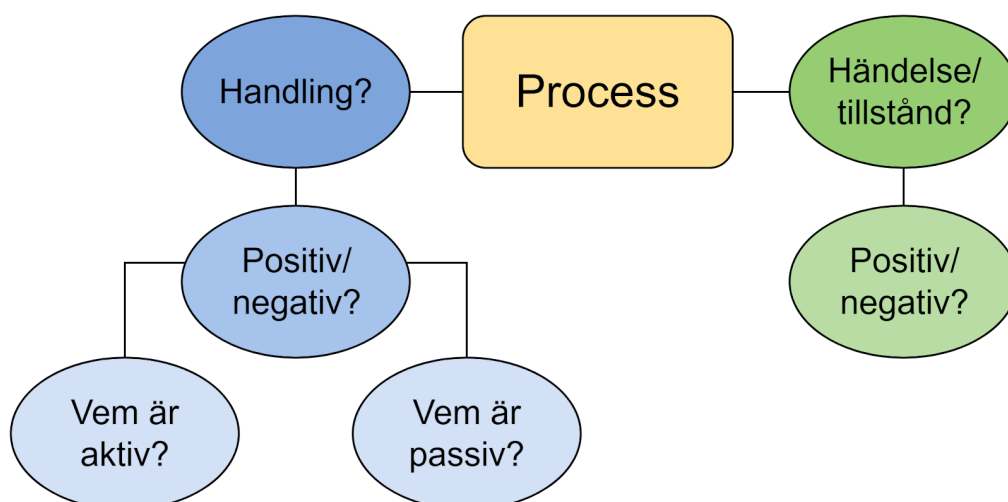 Handling?
Process
Händelse/
tillstånd?
Positiv/
negativ?
Positiv/
negativ?
Vem är
aktiv?
Vem är
passiv?